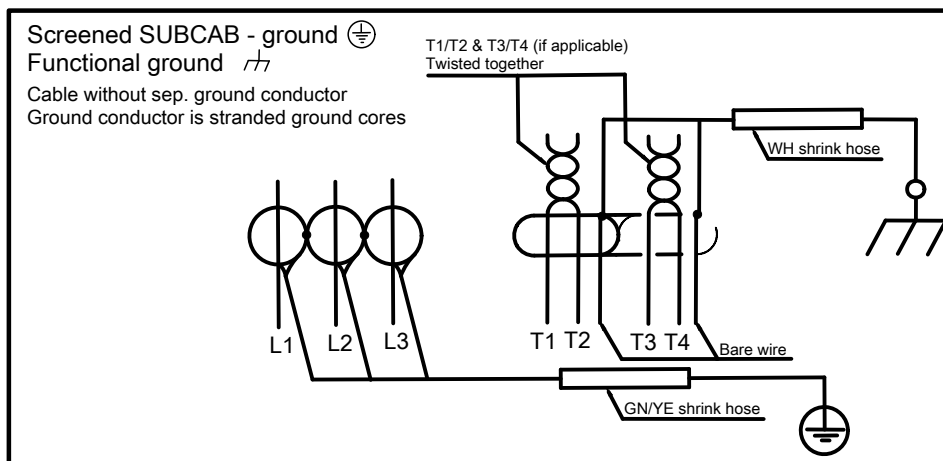 Screened SUBCAB - ground
Functional ground
Cable without sep. ground conductor
Ground conductor is stranded ground cores
T1/T2 & T3/T4 (if applicable)
Twisted together
WH shrink hose
L1 L2 L3
T1 T2 T3 T4
Bare wire
GN/YE shrink hose